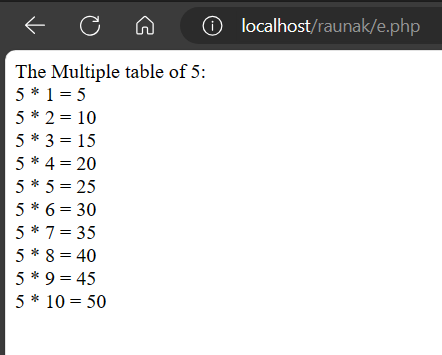 localhost/raunak/e.php
The Multiple table of 5:
5 * 1 = 5
5 * 2 = 10
5 * 3 = 15
5 * 4 = 20
5 * 5 = 25
5 * 6 = 30
5 * 7 = 35
5 * 8 = 40
5 * 9 = 45
5 * 10 = 50